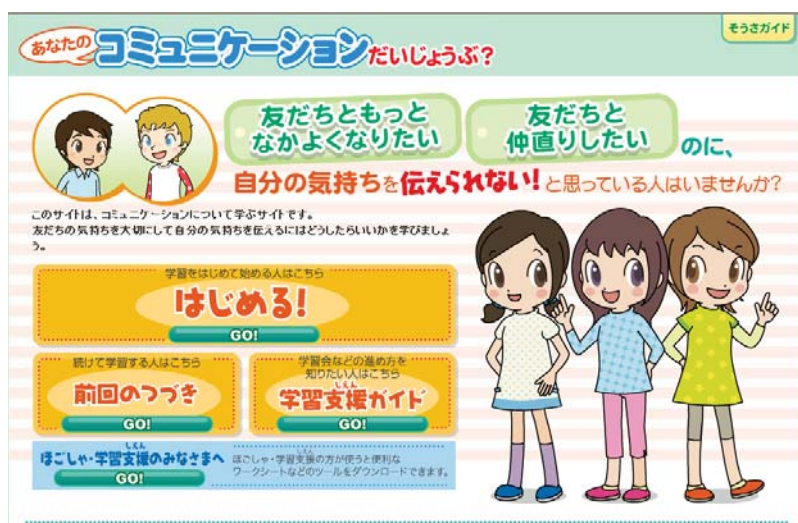 そうさガイド
あなたのコミュニケーションだいじょうぶ?
友だちともっと
なかよくなりたい
友だちと
仲直りしたい
のに、
自分の気持ちを伝えられない!と思っている人はいませんか?
このサイトは、コミュニケーションについて学ぶサイトです。
友だちの気持ちを大切にして自分の気持ちを伝えるにはどうしたらいいかを学びましょ
う。
学習をはじめて始める人はこちら
はじめる!
GO!
続けて学習する人はこちら
前回のつづき
GO!
学習会などの進め方を
知りたい人はこちら
しえん
学習支援ガイド
GO!
しえん
ほごしゃ・学習支援のみなさまへ
GO!
しえん
ほごしゃ・学習支援の方が使うと便利な
ワークシートなどのツールをダウンロードできます。